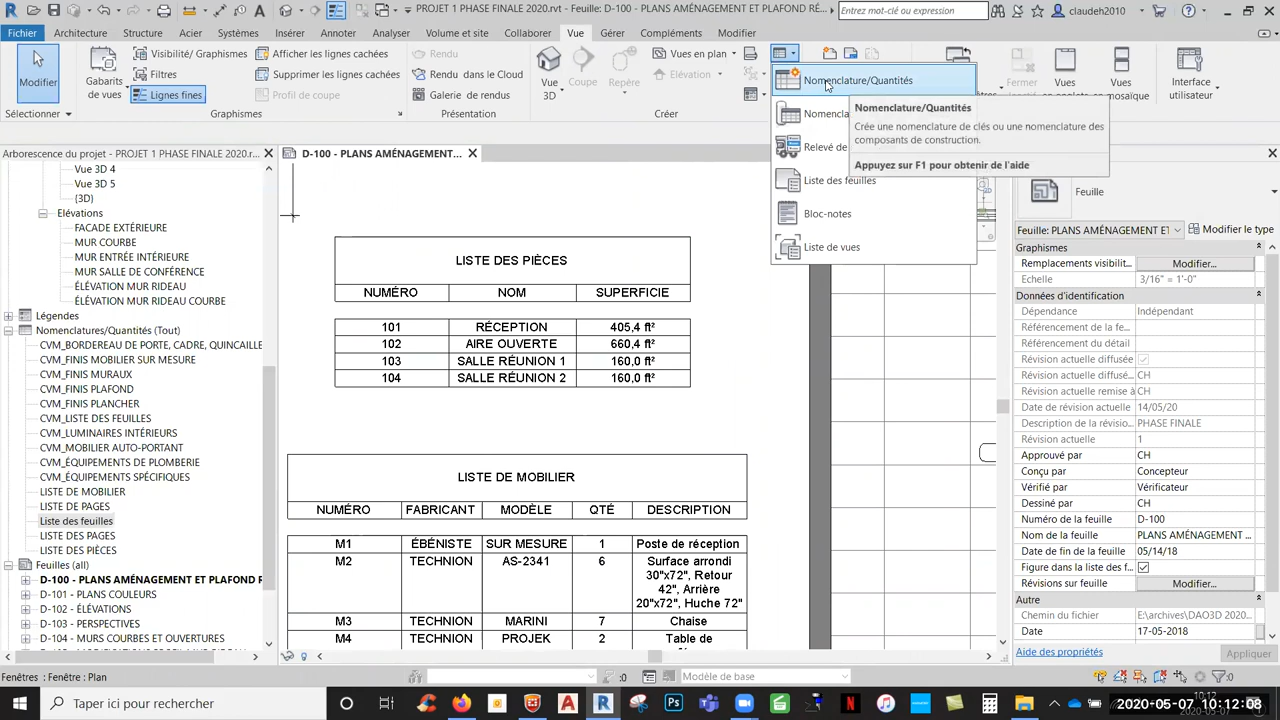 PROJET 1 PHASE FINALE 2020.rvt - Feuille: D-100 - PLANS AMÉNAGEMENT ET PLAFOND RÉ...
Entrez mot-clé ou expression
claudeh2010
Fichier Architecture Structure Acier Systèmes Insérer Annoter Analyser Volume et site Collaborer Vue Gérer Compléments Modifier
Modifier
Gabarits de vues
Visibilité/ Graphismes
Filtres
Lignes fines
Afficher les lignes cachées
Supprimer les lignes cachées
Profil de coupe
Rendu
Rendu dans le Cloud
Galerie de rendus
Vue 3D
Coupe
Repère
Vues en plan
Élévation
Fermer
Vues
Vues
Interface utilisateur
Sélectionner
Graphismes
Présentation
Créer
Nomenclature/Quantités
Nomencla
Relevé de
Liste des feuilles
Bloc-notes
Liste de vues
Nomenclature/Quantités
Crée une nomenclature de clés ou une nomenclature des composants de construction.
Appuyez sur F1 pour obtenir de l'aide
Arborescence du projet - PROJET 1 PHASE FINALE 2020.r...
Vue 3D 4
Vue 3D 5
{3D}
Elévations
FACADE EXTÉRIEURE
MUR COURBE
MUR ENTRÉE INTÉRIEURE
MUR SALLE DE CONFÉRENCE
ÉLÉVATION MUR RIDEAU
ÉLÉVATION MUR RIDEAU COURBE
Légendes
Nomenclatures/Quantités (Tout)
CVM_BORDEREAU DE PORTE, CADRE, QUINCAILLE
CVM_FINIS MOBILIER SUR MESURE
CVM_FINIS MURAUX
CVM_FINIS PLAFOND
CVM_FINIS PLANCHER
CVM_LISTE DES FEUILLES
CVM_LUMINAIRES INTÉRIEURS
CVM_MOBILIER AUTO-PORTANT
CVM_ÉQUIPEMENTS DE PLOMBERIE
CVM_ÉQUIPEMENTS SPÉCIFIQUES
LISTE DE MOBILIER
LISTE DE PAGES
Liste des feuilles
LISTE DES PAGES
LISTE DES PIÈCES
Feuilles (all)
D-100 - PLANS AMÉNAGEMENT ET PLAFOND R
D-101 - PLANS COULEURS
D-102 - ÉLÉVATIONS
D-103 - PERSPECTIVES
D-104 - MURS COURBES ET OUVERTURES
D-100 - PLANS AMÉNAGEMENT...
LISTE DES PIÈCES
NUMÉRO NOM SUPERFICIE
101 RÉCEPTION 405,4 ft²
102 AIRE OUVERTE 660,4 ft²
103 SALLE RÉUNION 1 160,0 ft²
104 SALLE RÉUNION 2 160,0 ft²
LISTE DE MOBILIER
NUMÉRO FABRICANT MODÈLE QTÉ DESCRIPTION
M1 ÉBÉNISTE SUR MESURE 1 Poste de réception
M2 TECHNION AS-2341 6 Surface arrondi
30"x72", Retour
42", Arrière
20"x72", Huche 72"
M3 TECHNION MARINI 7 Chaise
M4 TECHNION PROJEK 2 Table de
Feuille
Feuille: PLANS AMÉNAGEMENT ET
Modifier le type
Graphismes
Remplacements visibilit... Modifier...
Echelle 3/16" = 1'-0"
Données d'identification
Dépendance Indépendant
Référencement de la fe...
Référencement du détail
Révision actuelle diffusée
Révision actuelle diffusé... CH
Révision actuelle remise à CH
Date de révision actuelle 14/05/20
Description de la révisio... PHASE FINALE
Révision actuelle 1
Approuvé par CH
Conçu par Concepteur
Vérifié par Vérificateur
Dessiné par CH
Numéro de la feuille D-100
Nom de la feuille PLANS AMÉNAGEMENT ...
Date de fin de la feuille 05/14/18
Figure dans la liste des f...
Révisions sur feuille Modifier...
Autre
Chemin du fichier E:\archives\DAO3D 2020...
Date 17-05-2018
Aide des propriétés
Appliquer
Fenêtres : Fenêtre : Plan
:0
Modèle de base
:0
Taper ici pour rechercher
10:12
2020-05-07
2020-05-07 10:12:08